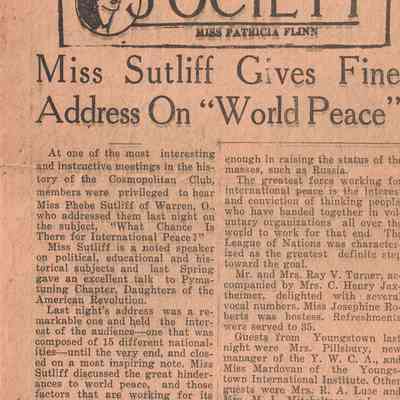 SOCIETY
MISS PATRICIA FLINN
Miss Sutliff Gives Fine
Address On “World Peace”
At one of the most interesting
and instructive meetings in the his-
tory of the Cosmopolitan Club,
members were privileged to hear
Miss Phebe Sutliff of Warren, O.,
who addressed them last night on
the subject, “What Chance Is
There for International Peace?”
Miss Sutliff is a noted speaker
on political, educational and his-
torical subjects and last Spring
gave an excellent talk to Pyma-
tuning Chapter, Daughters of the
American Revolution.
Last night's address was a re-
markable one and held the inter-
est of the audience—one that was
composed of 15 different national-
ities—until the very end, and clos-
ed on a most inspiring note. Miss
Sutliff discussed the great hinder-
ances to world peace, and those
factors that are working for its
enough in raising the status of the
masses, such as Russia.
The greatest force working for
international peace is the interest
and conviction of thinking people
who have banded together in vol-
untary organizations all over the
world to work for that end. The
League of Nations was character-
ized as the greatest definite step
toward the goal.
Mr. and Mrs. Ray V. Turner, ac-
companied by Mrs. C. Henry Jax-
theimer, delighted with several
vocal numbers. Miss Josephine Ro-
berts was hostess. Refreshments
were served to 35.
Guests from Youngstown last
night were Mrs. Pillsbury, new
manager of the Y. W. C. A., and
Miss Mardovan of the Youngs-
town International Institute. Other
guests were Mrs. R. A. Luse and